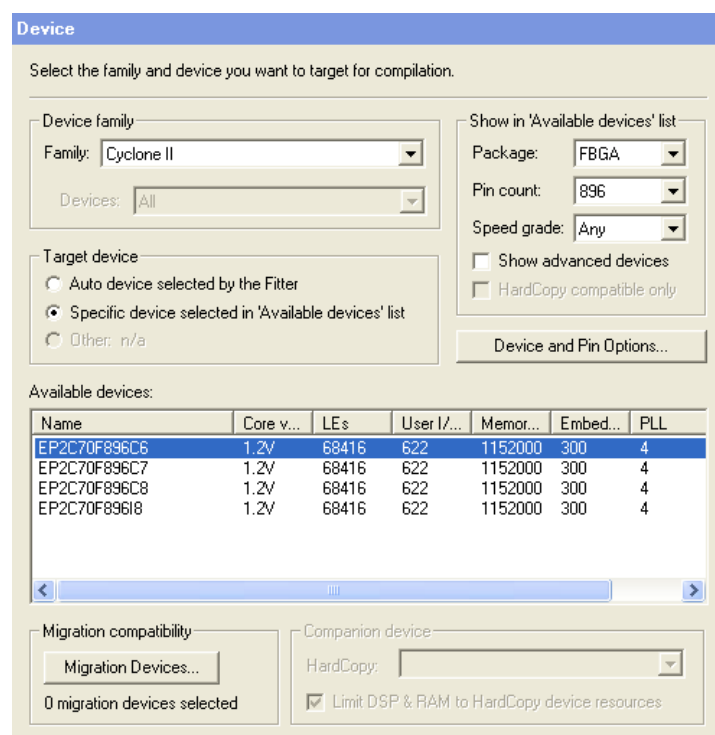 Device
Select the family and device you want to target for compilation.
Device family
Family: Cyclone II
Devices: All
Show in 'Available devices' list
Package: FBGA
Pin count: 896
Speed grade: Any
Show advanced devices
HardCopy compatible only
Target device
Auto device selected by the Fitter
Specific device selected in 'Available devices' list
Other: n/a
Device and Pin Options...
Available devices:
Name Core v... LEs User I/... Memor... Embed... PLL
EP2C70F896C6 1.2V 68416 622 1152000 300 4
EP2C70F896C7 1.2V 68416 622 1152000 300 4
EP2C70F896C8 1.2V 68416 622 1152000 300 4
EP2C70F896I8 1.2V 68416 622 1152000 300 4
Migration compatibility
Migration Devices...
0 migration devices selected
Companion device
HardCopy:
Limit DSP & RAM to HardCopy device resources